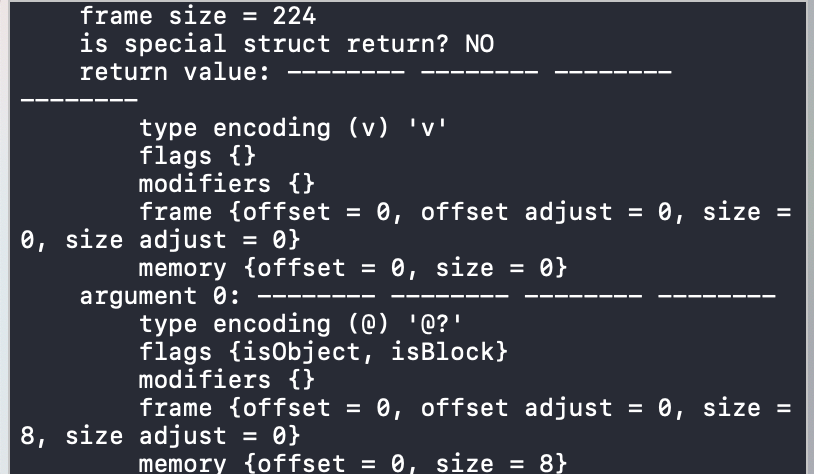 frame size = 224
is special struct return? NO
return value: -------- -------- --------
--------
type encoding (v) 'v'
flags {}
modifiers {}
frame {offset = 0, offset adjust = 0, size =
0, size adjust = 0}
memory {offset = 0, size = 0}
argument 0: -------- -------- -------- --------
type encoding (@) '@?'
flags {isObject, isBlock}
modifiers {}
frame {offset = 0, offset adjust = 0, size =
8, size adjust = 0}
memory {offset = 0, size = 8}